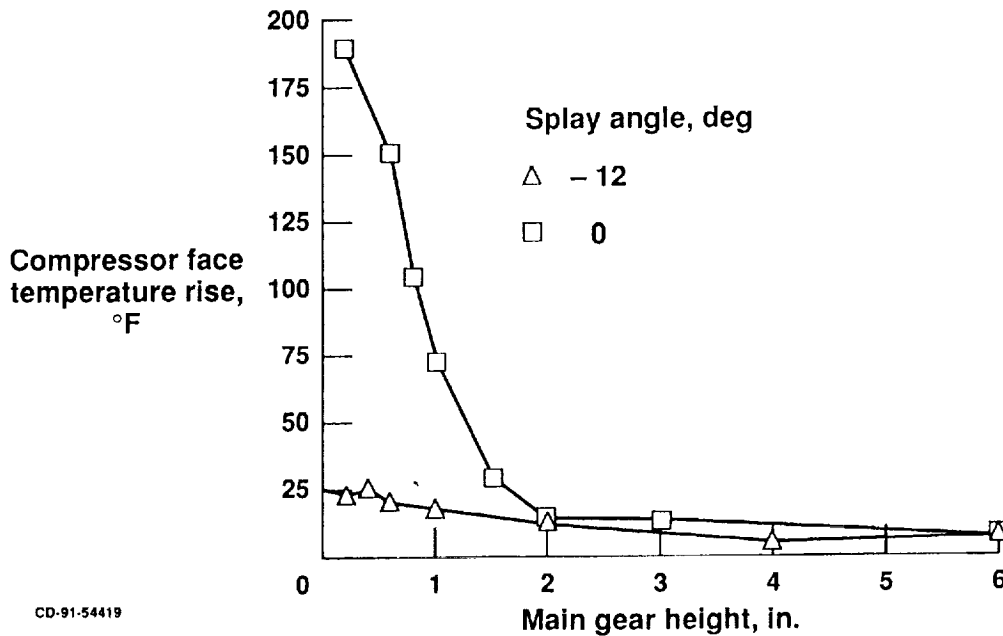 200
175
150
125
100
75
50
25
0
Compressor face
temperature rise,
°F
Splay angle, deg
– 12
0
1 2 3 4 5 6
Main gear height, in.
CD-91-54419